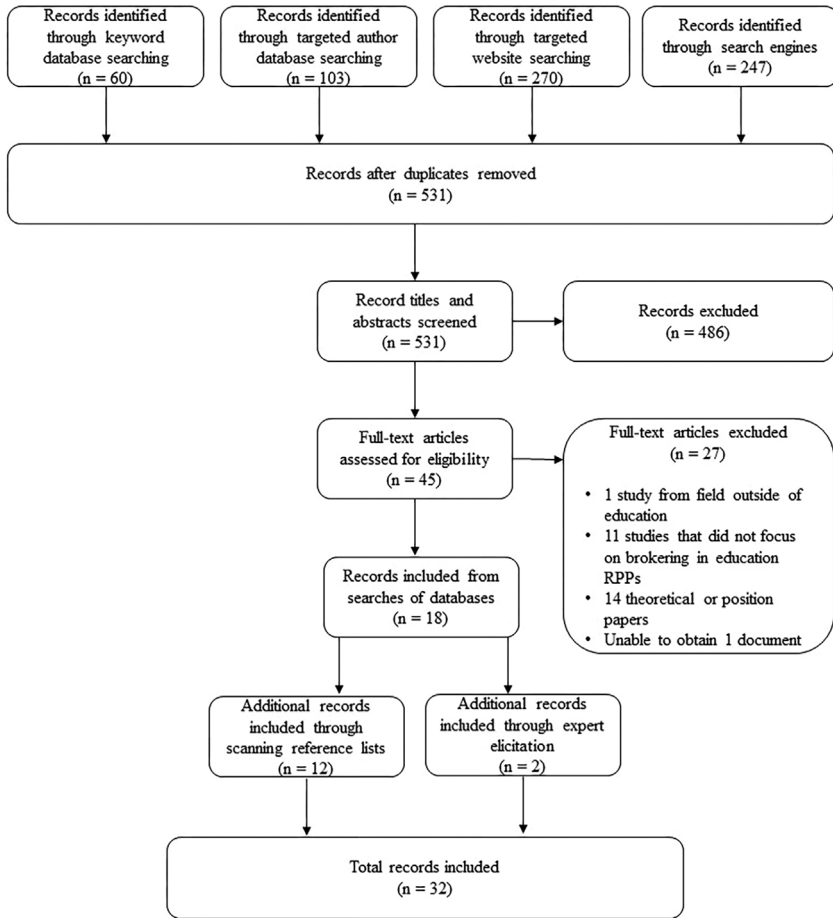 Records identified
through keyword
database searching
(n = 60)
Records identified
through targeted author
database searching
(n = 103)
Records identified
through targeted
website searching
(n = 270)
Records identified
through search engines
(n = 247)
Records after duplicates removed
(n = 531)
Record titles and
abstracts screened
(n = 531)
Records excluded
(n = 486)
Full-text articles
assessed for eligibility
(n = 45)
Full-text articles excluded
(n = 27)
• 1 study from field outside of
education
• 11 studies that did not focus
on brokering in education
RPPs
• 14 theoretical or position
papers
• Unable to obtain 1 document
Records included from
searches of databases
(n = 18)
Additional records
included through
scanning reference lists
(n = 12)
Additional records
included through expert
elicitation
(n = 2)
Total records included
(n = 32)